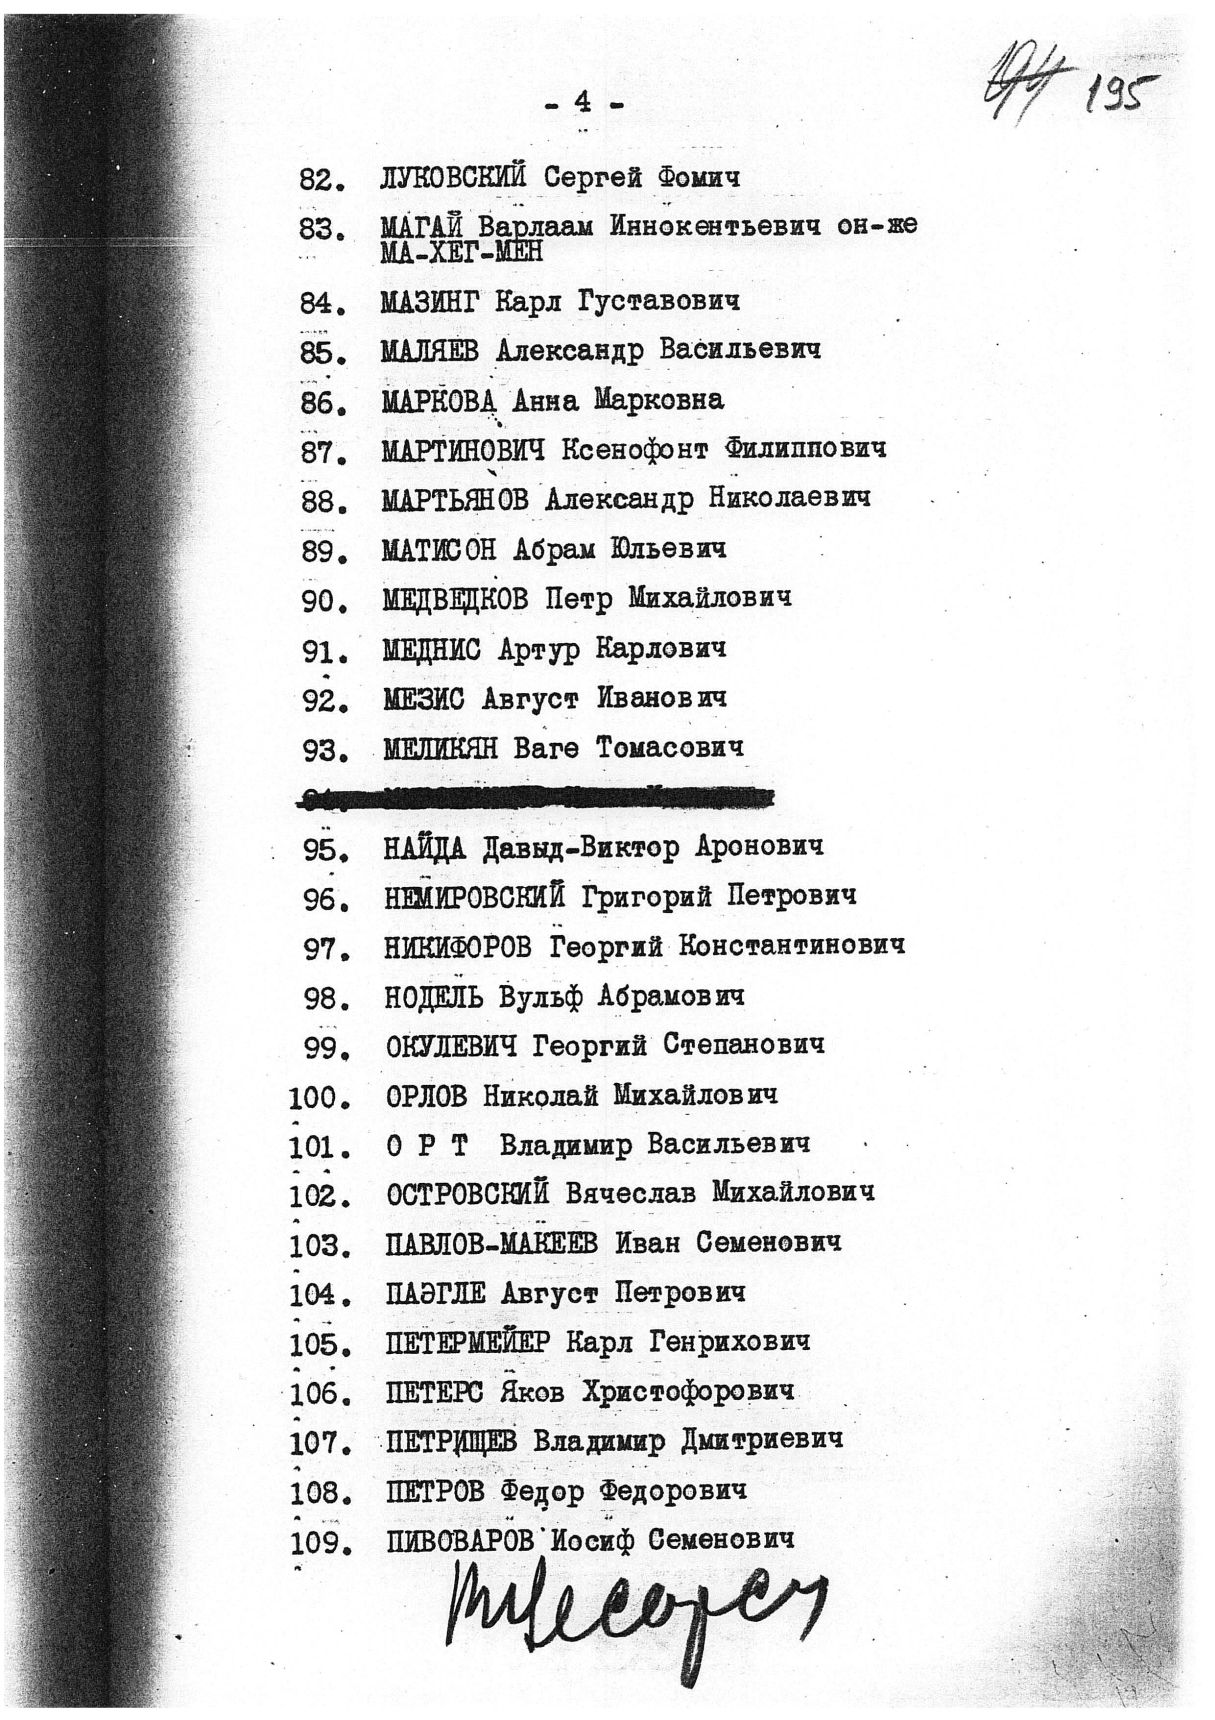 195
- 4 -
82. ЛУКОВСКИЙ Сергей Фомич
83. МАГАЙ Варлаам Иннокентьевич он-же
МА-ХЕГ-МЕН
84. МАЗИНГ Карл Густавович
85. МАЛЯЕВ Александр Васильевич
86. МАРКОВА Анна Марковна
87. МАРТИНОВИЧ Ксенофонт Филиппович
88. МАРТЬЯНОВ Александр Николаевич
89. МАТИСОН Абрам Юльевич
90. МЕДВЕДКОВ Петр Михайлович
91. МЕДНИС Артур Карлович
92. МЕЗИС Август Иванович
93. МЕЛИКЯН Ваге Томасович
95. НАЙДА Давыд-Виктор Аронович
96. НЕМИРОВСКИЙ Григорий Петрович
97. НИКИФОРОВ Георгий Константинович
98. НОДЕЛЬ Вульф Абрамович
99. ОКУЛЕВИЧ Георгий Степанович
100. ОРЛОВ Николай Михайлович
101. О Р Т Владимир Васильевич
102. ОСТРОВСКИЙ Вячеслав Михайлович
103. ПАВЛОВ-МАКЕЕВ Иван Семенович
104. ПАЭГЛЕ Август Петрович
105. ПЕТЕРМЕЙЕР Карл Генрихович
106. ПЕТЕРС Яков Христофорович
107. ПЕТРИЩЕВ Владимир Дмитриевич
108. ПЕТРОВ Федор Федорович
109. ПИВОВАРОВ Иосиф Семенович